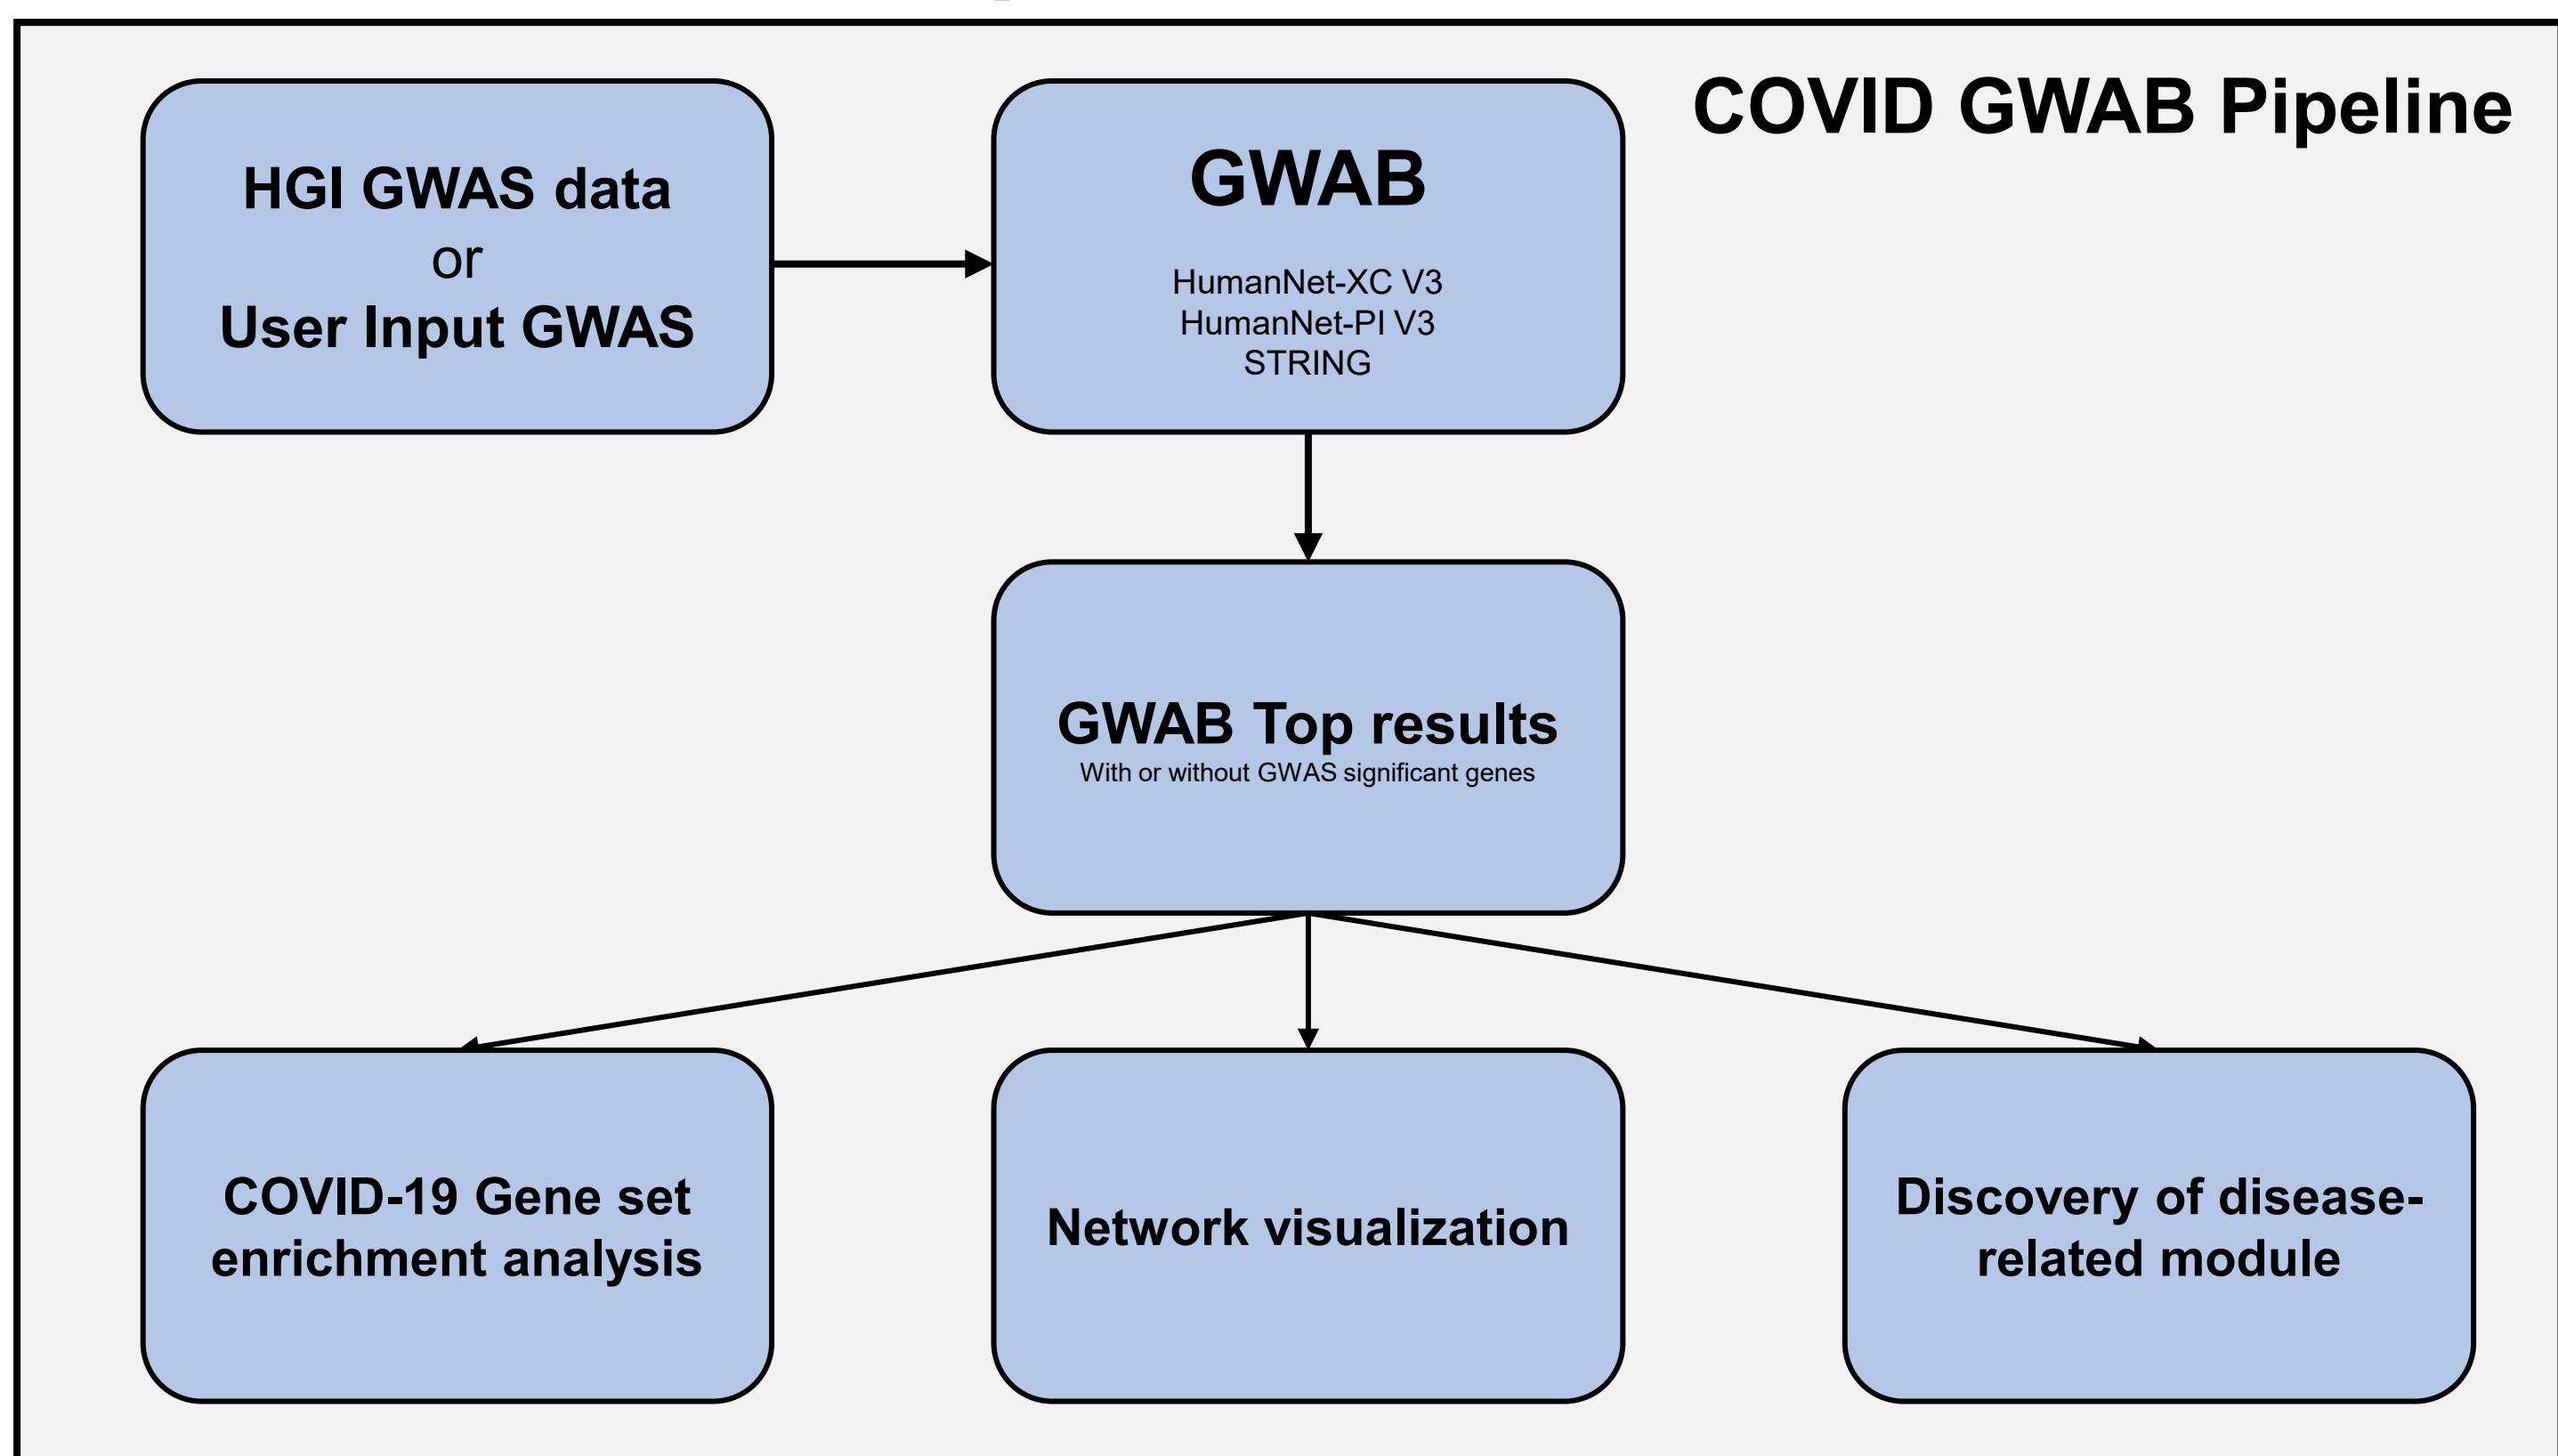 COVID GWAB Pipeline
HGI GWAS data
or
User Input GWAS
GWAB
HumanNet-XC V3
HumanNet-PI V3
STRING
GWAB Top results
With or without GWAS significant genes
COVID-19 Gene set
enrichment analysis
Network visualization
Discovery of disease-
related module